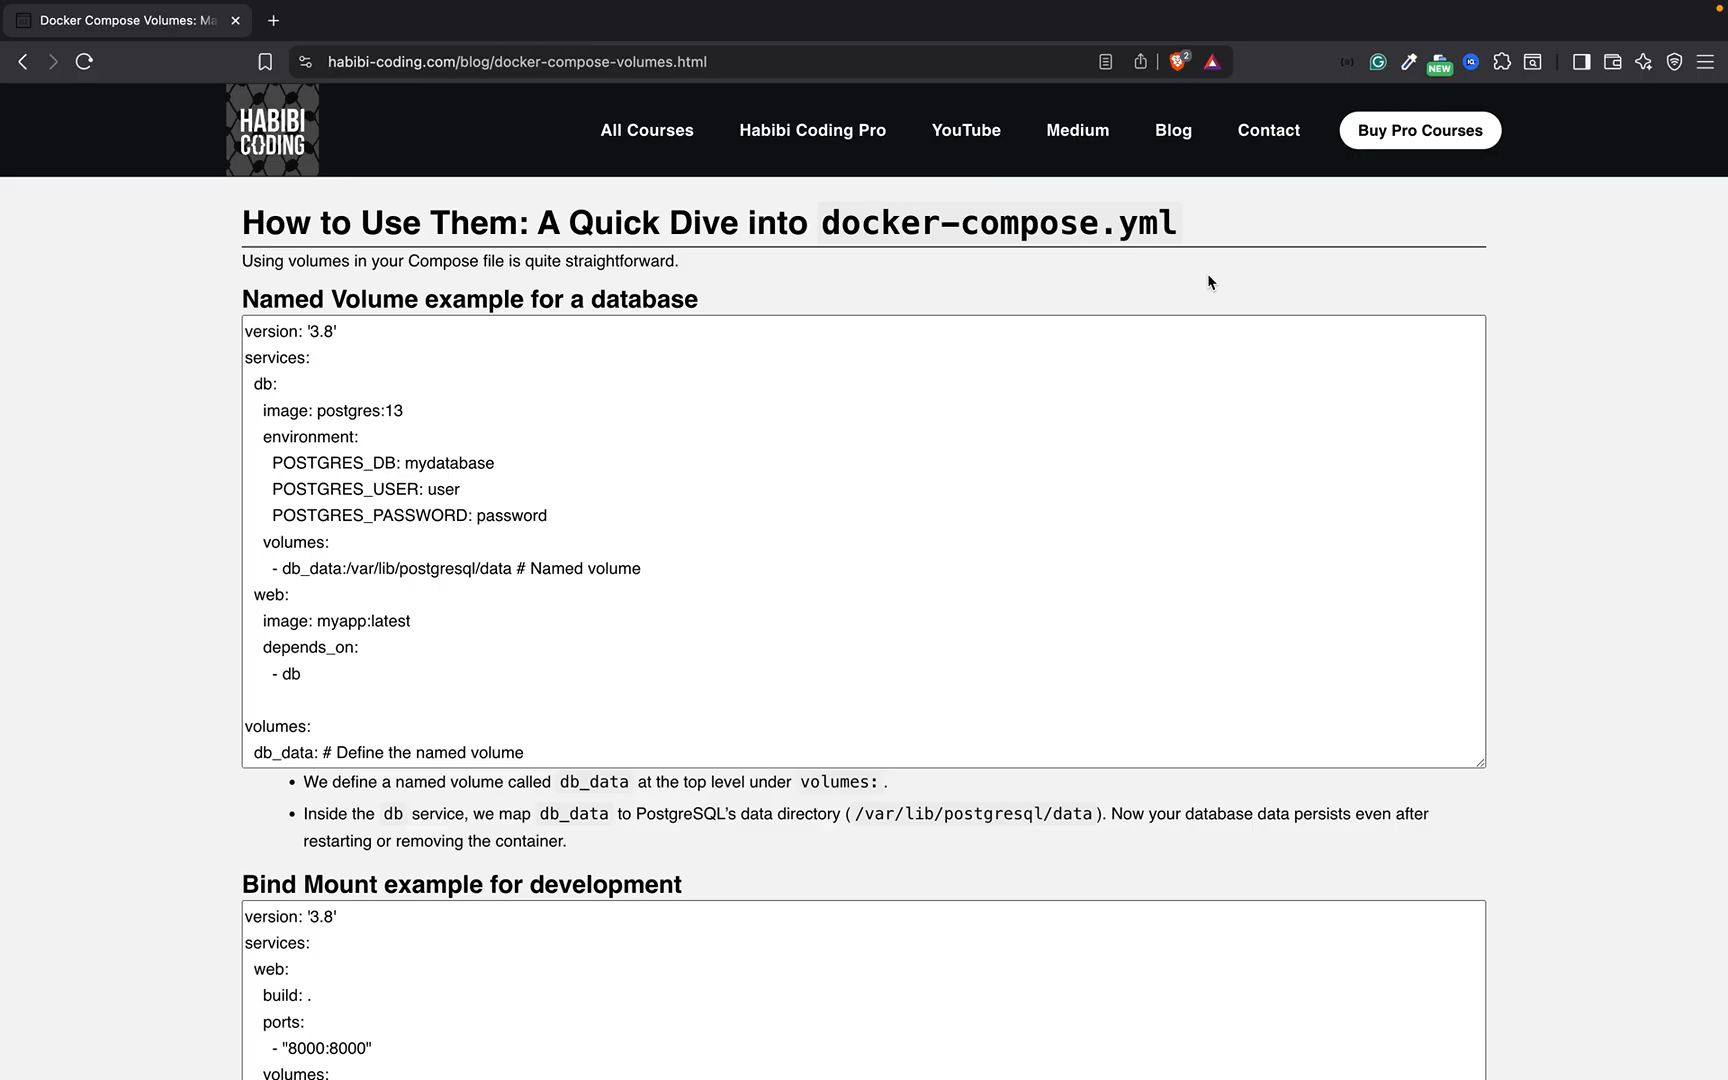 Docker Compose Volumes: Ma
habibi-coding.com/blog/docker-compose-volumes.html
2
NEW
HABIBI
CODING
All Courses
Habibi Coding Pro
YouTube
Medium
Blog
Contact
Buy Pro Courses
How to Use Them: A Quick Dive into docker-compose.yml
Using volumes in your Compose file is quite straightforward.
Named Volume example for a database
version: '3.8'
services:
  db:
    image: postgres:13
    environment:
      POSTGRES_DB: mydatabase
      POSTGRES_USER: user
      POSTGRES_PASSWORD: password
    volumes:
      - db_data:/var/lib/postgresql/data # Named volume
  web:
    image: myapp:latest
    depends_on:
      - db
volumes:
  db_data: # Define the named volume
• We define a named volume called db_data at the top level under volumes: .
• Inside the db service, we map db_data to PostgreSQL’s data directory ( /var/lib/postgresql/data ). Now your database data persists even after
restarting or removing the container.
Bind Mount example for development
version: '3.8'
services:
  web:
    build: .
    ports:
      - "8000:8000"
    volumes: